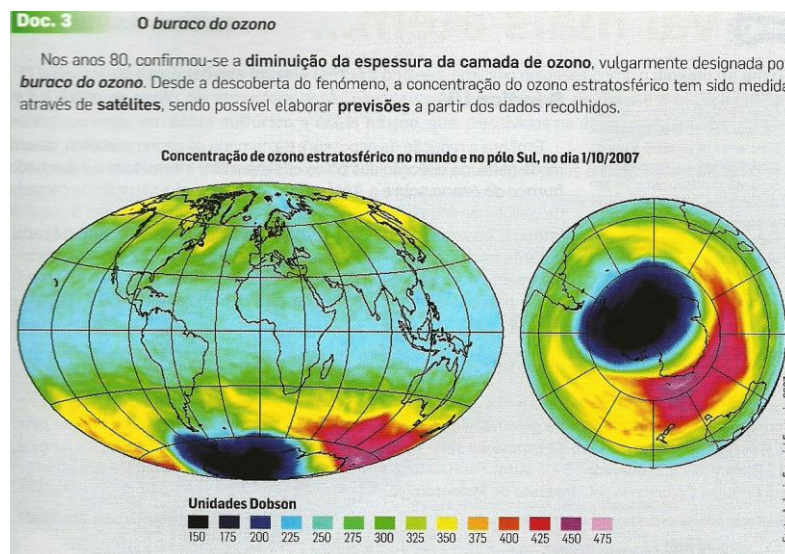 Doc. 3
O buraco do ozono
Nos anos 80, confirmou-se a diminuição da espessura da camada de ozono, vulgarmente designada po
buraco do ozono. Desde a descoberta do fenómeno, a concentração do ozono estratosférico tem sido medida
através de satélites, sendo possível elaborar previsões a partir dos dados recolhidos.
Concentração de ozono estratosférico no mundo e no pólo Sul, no dia 1/10/2007
Unidades Dobson
150 175 200 225 250 275 300 325 350 375 400 425 450 475